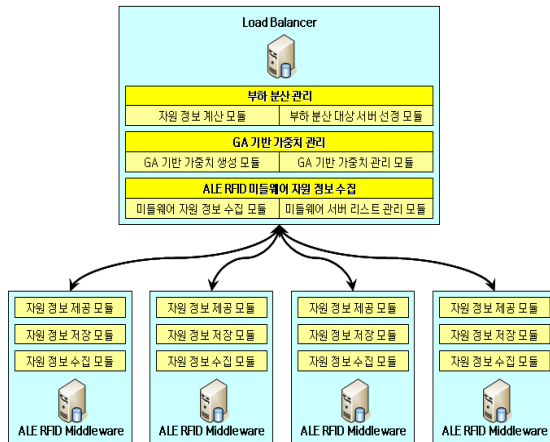 Load Balancer
부하 분산 관리
자원 정보 계산 모듈 부하 분산 대상 서버 선정 모듈
GA 기반 가중치 관리
GA 기반 가중치 생성 모듈 GA 기반 가중치 관리 모듈
ALE RFID 미들웨어 자원 정보 수집
미들웨어 자원 정보 수집 모듈 미들웨어 서버 리스트 관리 모듈
자원 정보 제공 모듈 자원 정보 제공 모듈 자원 정보 제공 모듈 자원 정보 제공 모듈
자원 정보 저장 모듈 자원 정보 저장 모듈 자원 정보 저장 모듈 자원 정보 저장 모듈
자원 정보 수집 모듈 자원 정보 수집 모듈 자원 정보 수집 모듈 자원 정보 수집 모듈
ALE RFID Middleware ALE RFID Middleware ALE RFID Middleware ALE RFID Middleware